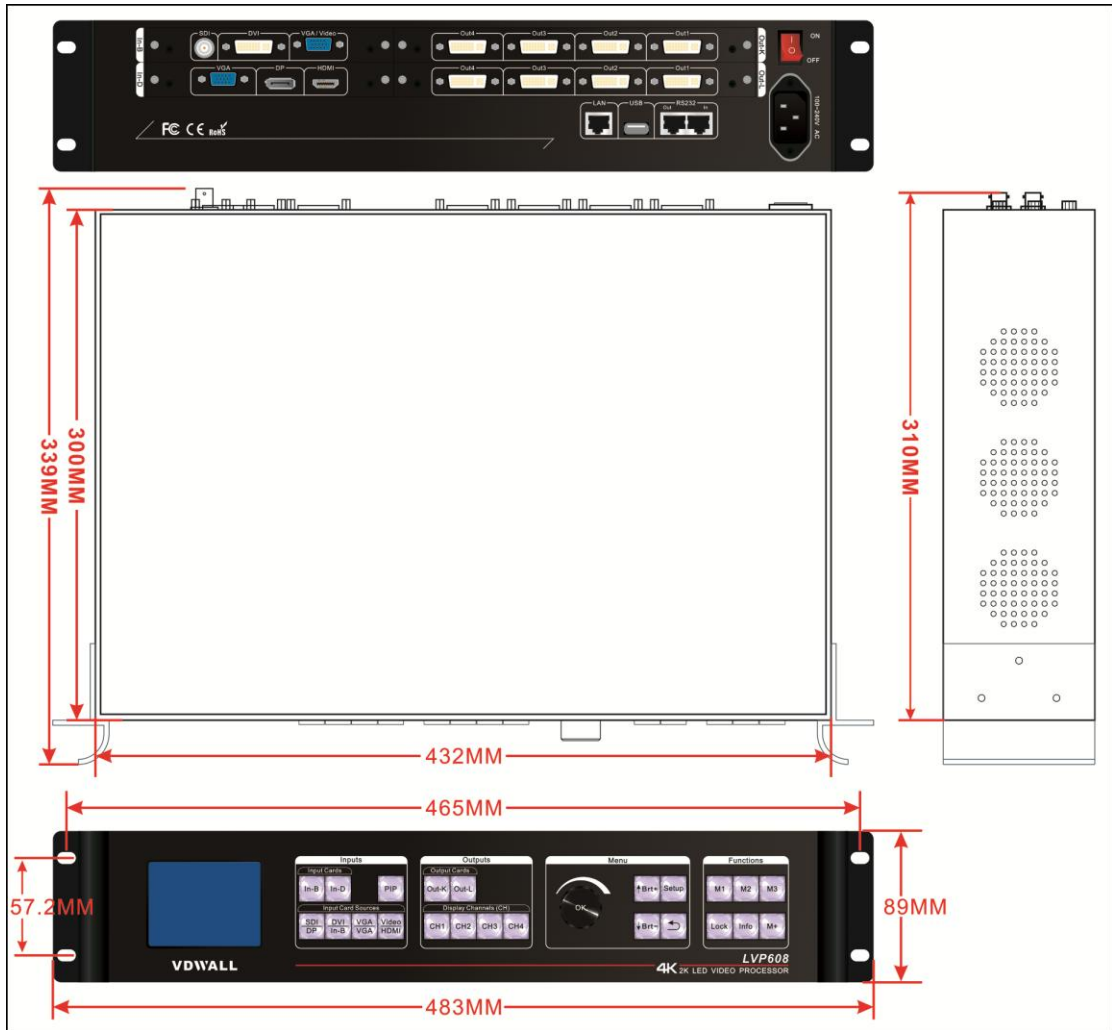 In-B
SDI
DVI
VGA/Video
Out4
Out3
Out2
Out1
Out-K
ON
OFF
In-D
VGA
DP
HDMI
Out4
Out3
Out2
Out1
Out-L
100~240V AC
LAN
USB
RS232
Out
In
FC CE RoHS
339MM
300MM
310MM
432MM
465MM
57.2MM
89MM
Inputs
Outputs
Menu
Functions
Input Cards
Output Cards
In-B
In-D
PIP
Out-K
Out-L
OK
Brt+
Setup
M1
M2
M3
Input Card Sources
Display Channels (CH)
SDI
DVI
VGA
Video
DP
In-B
VGA
HDMI
CH1
CH2
CH3
CH4
Brt-
Lock
Info
M+
VDWALL
LVP608
4K 2K LED VIDEO PROCESSOR
483MM